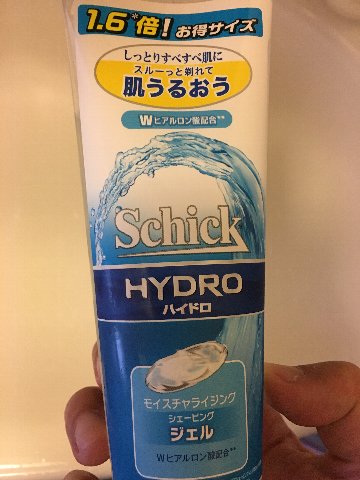 1.6*倍! お得サイズ
しっとりすべすべ肌に
スルーっと剃れて
肌うるおう
Wヒアルロン酸配合**
Schick
HYDRO
ハイドロ
モイスチャライジング
シェービング
ジェル
Wヒアルロン酸配合**